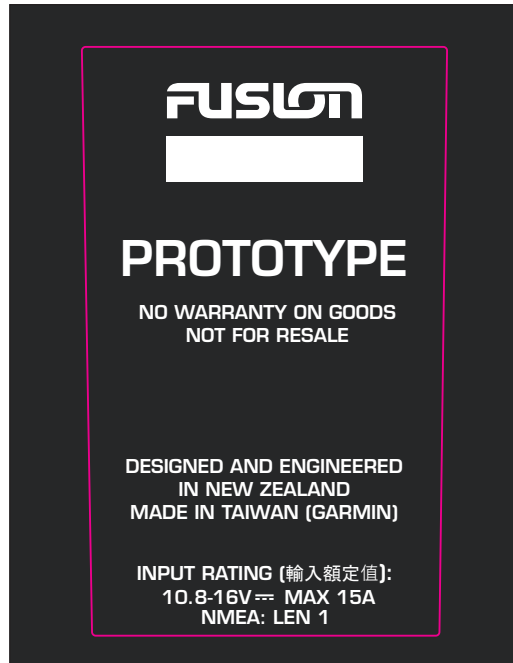 FUSION
PROTOTYPE
NO WARRANTY ON GOODS
NOT FOR RESALE
DESIGNED AND ENGINEERED
IN NEW ZEALAND
MADE IN TAIWAN (GARMIN)
INPUT RATING (輸入額定值):
10.8-16V⎓ MAX 15A
NMEA: LEN 1